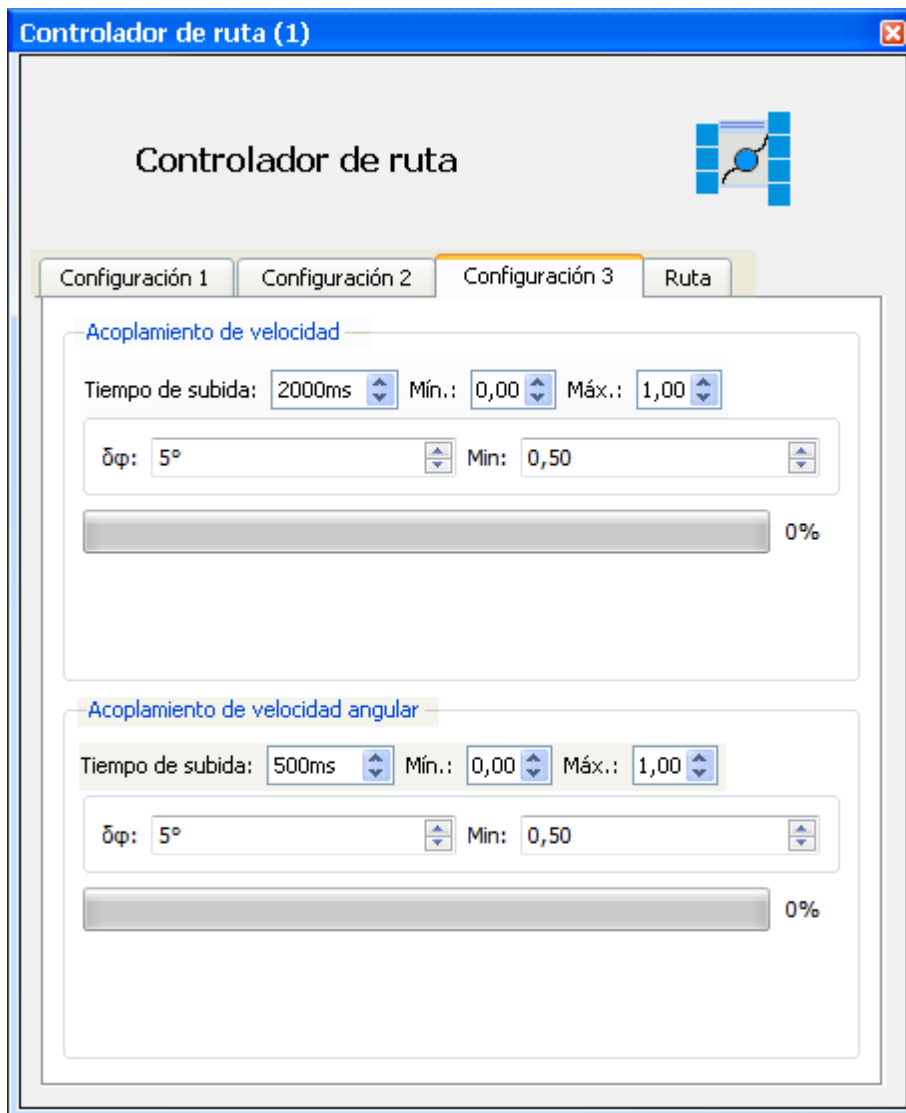 Controlador de ruta (1)
Controlador de ruta
Configuración 1 Configuración 2 Configuración 3 Ruta
Acoplamiento de velocidad
Tiempo de subida: 2000ms Mín.: 0,00 Máx.: 1,00
δφ: 5° Min: 0,50
0%
Acoplamiento de velocidad angular
Tiempo de subida: 500ms Mín.: 0,00 Máx.: 1,00
δφ: 5° Min: 0,50
0%